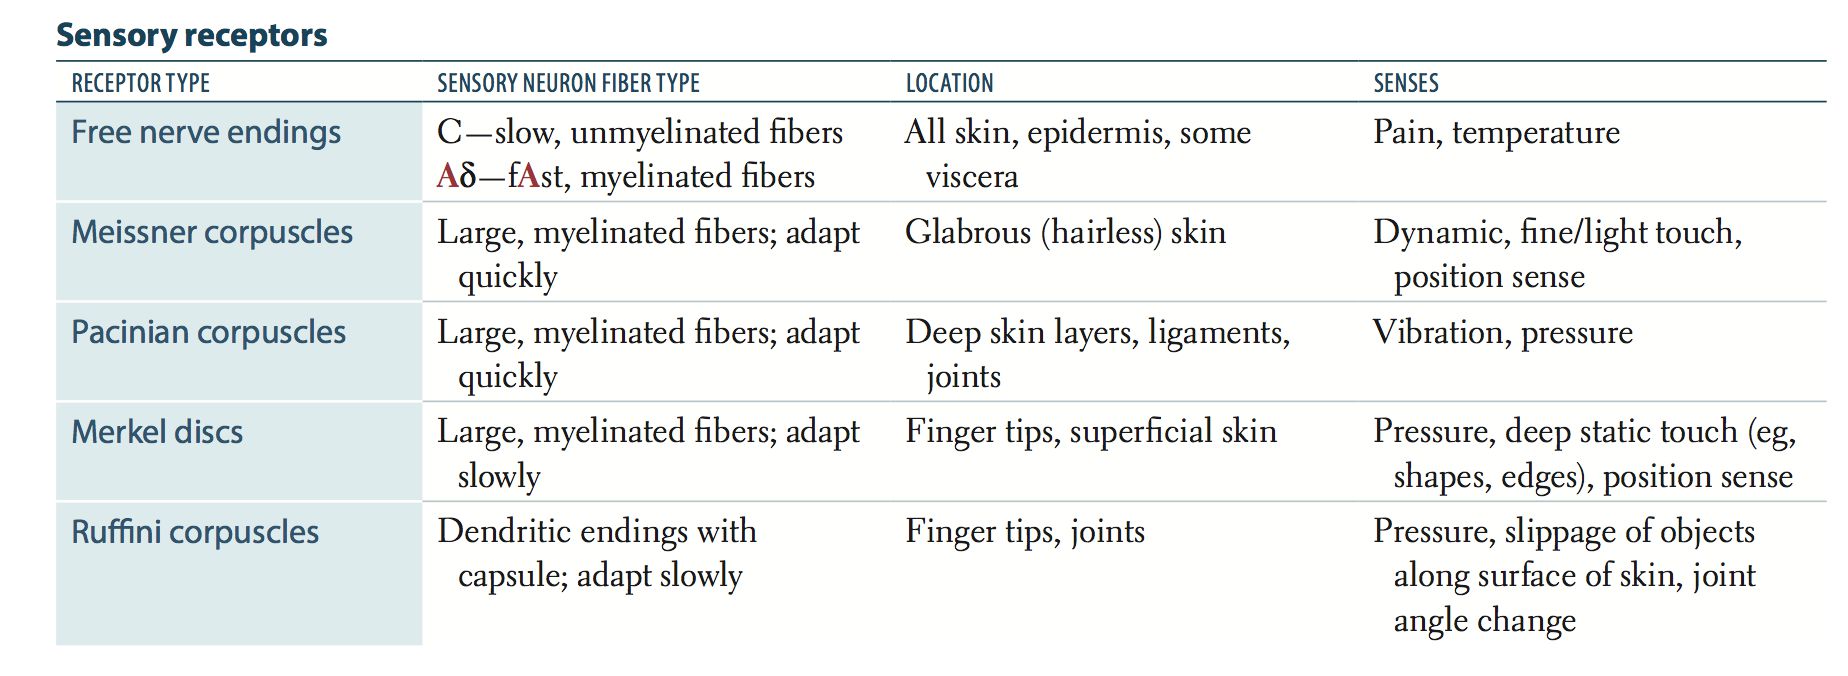 Sensory receptors
RECEPTOR TYPE SENSORY NEURON FIBER TYPE LOCATION SENSES
Free nerve endings C—slow, unmyelinated fibers All skin, epidermis, some Pain, temperature
Aδ—fAst, myelinated fibers viscera
Meissner corpuscles Large, myelinated fibers; adapt Glabrous (hairless) skin Dynamic, fine/light touch,
quickly position sense
Pacinian corpuscles Large, myelinated fibers; adapt Deep skin layers, ligaments, Vibration, pressure
quickly joints
Merkel discs Large, myelinated fibers; adapt Finger tips, superficial skin Pressure, deep static touch (eg,
slowly shapes, edges), position sense
Ruffini corpuscles Dendritic endings with Finger tips, joints Pressure, slippage of objects
capsule; adapt slowly along surface of skin, joint
angle change